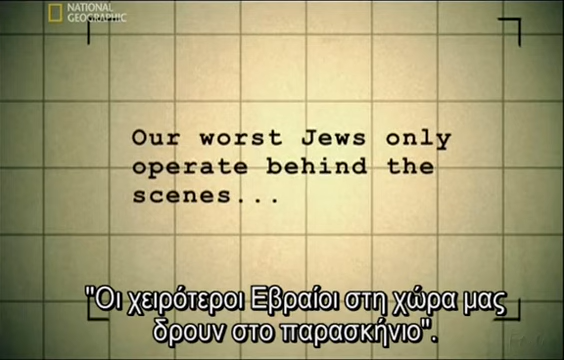 NATIONAL
GEOGRAPHIC
Our worst Jews only
operate behind the
scenes...
"Οι χειρότεροι Εβραίοι στη χώρα μας
δρουν στο παρασκήνιο".